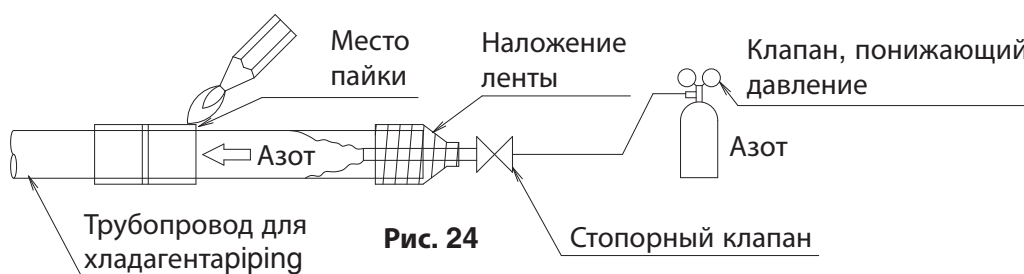 Место
пайки
Наложение
ленты
Клапан, понижающий
давление
Азот
Азот
Трубопровод для
хладагентаpiping
Рис. 24
Стопорный клапан